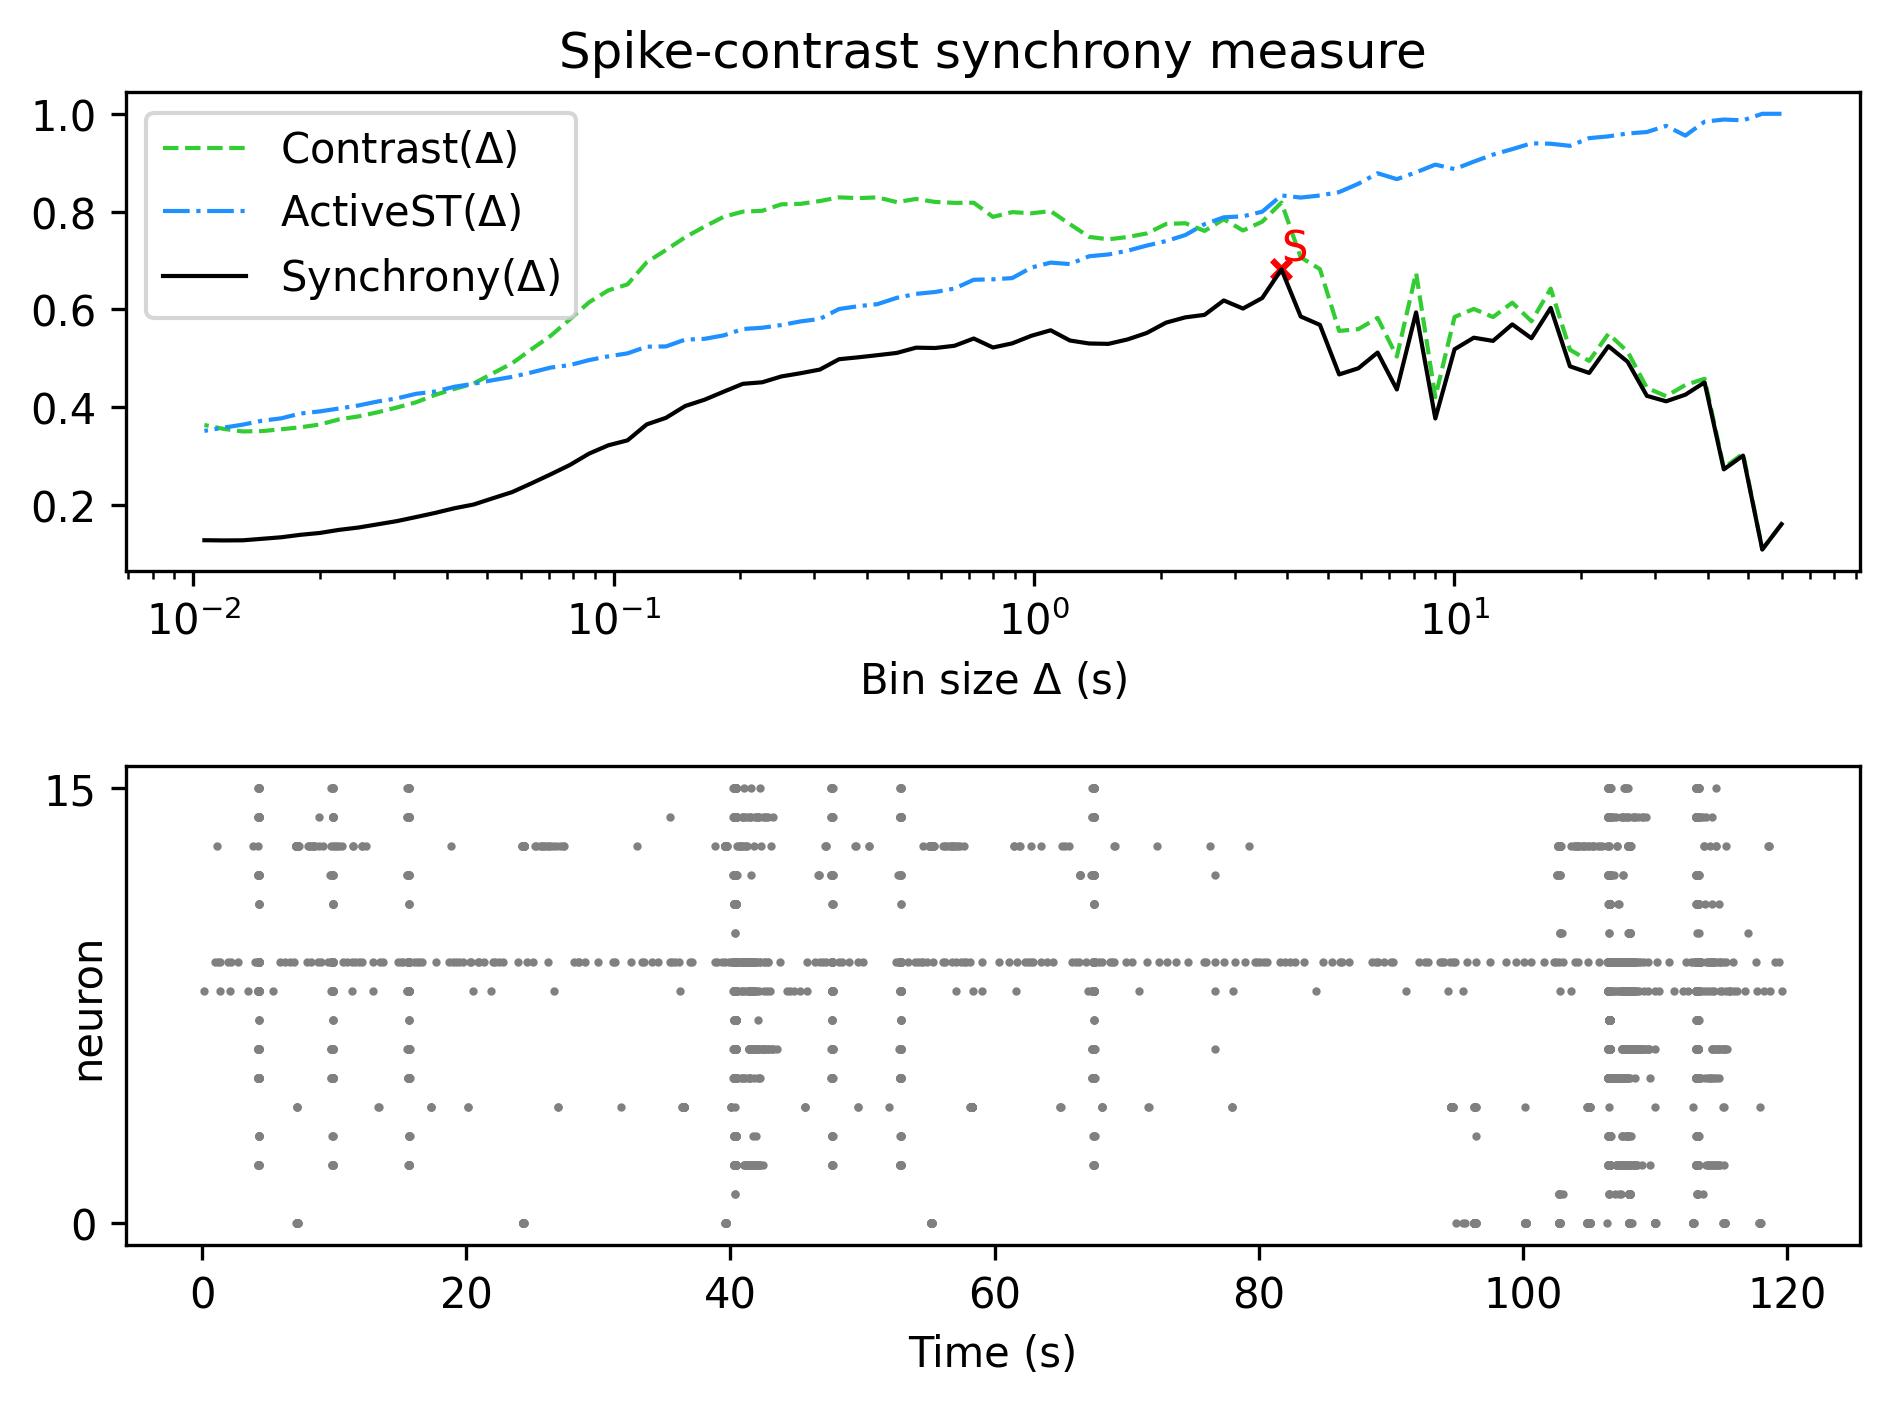 Spike-contrast synchrony measure
1.0
0.8
0.6
0.4
0.2
Contrast(Δ)
ActiveST(Δ)
Synchrony(Δ)
S
10⁻² 10⁻¹ 10⁰ 10¹
Bin size Δ (s)
15
0
neuron
0 20 40 60 80 100 120
Time (s)